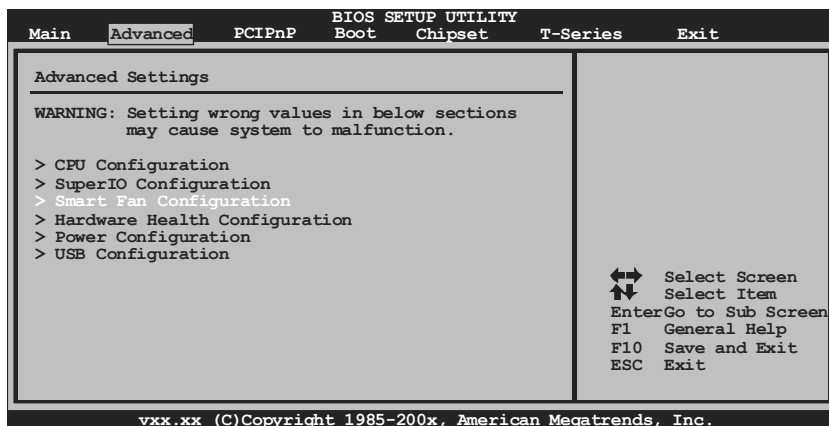 BIOS SETUP UTILITY
Main Advanced PCIPnP Boot Chipset T-Series Exit
Advanced Settings
WARNING: Setting wrong values in below sections
may cause system to malfunction.
> CPU Configuration
> SuperIO Configuration
> Smart Fan Configuration
> Hardware Health Configuration
> Power Configuration
> USB Configuration
Select Screen
Select Item
EnterGo to Sub Screen
F1 General Help
F10 Save and Exit
ESC Exit
vxx.xx (C)Copyright 1985-200x, American Megatrends, Inc.